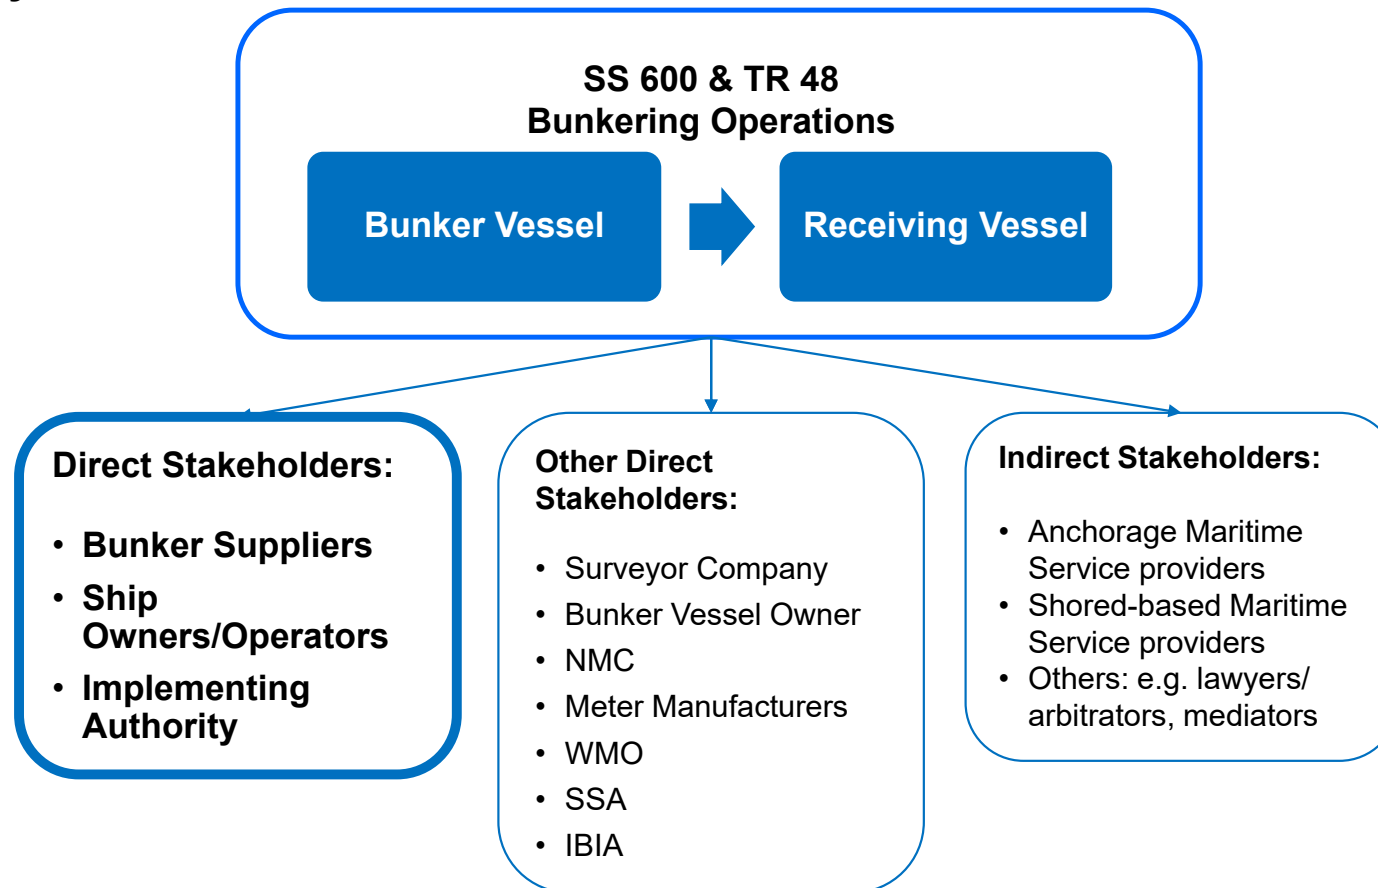 SS 600 & TR 48
Bunkering Operations
Bunker Vessel
Receiving Vessel
Direct Stakeholders:
• Bunker Suppliers
• Ship
Owners/Operators
• Implementing
Authority
Other Direct
Stakeholders:
• Surveyor Company
• Bunker Vessel Owner
• NMC
• Meter Manufacturers
• WMO
• SSA
• IBIA
Indirect Stakeholders:
• Anchorage Maritime
Service providers
• Shored-based Maritime
Service providers
• Others: e.g. lawyers/
arbitrators, mediators